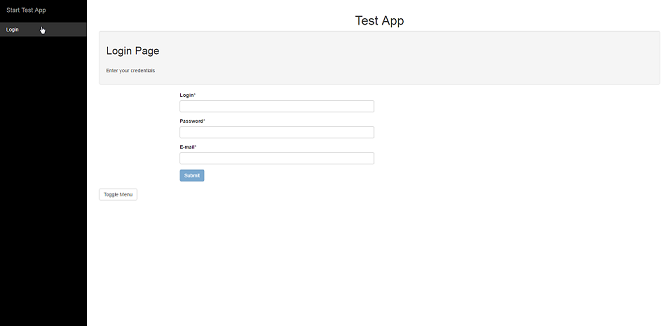 Start Test App
Login
Test App
Login Page
Enter your credentials
Login*
Password*
E-mail*
Submit
Toggle Menu